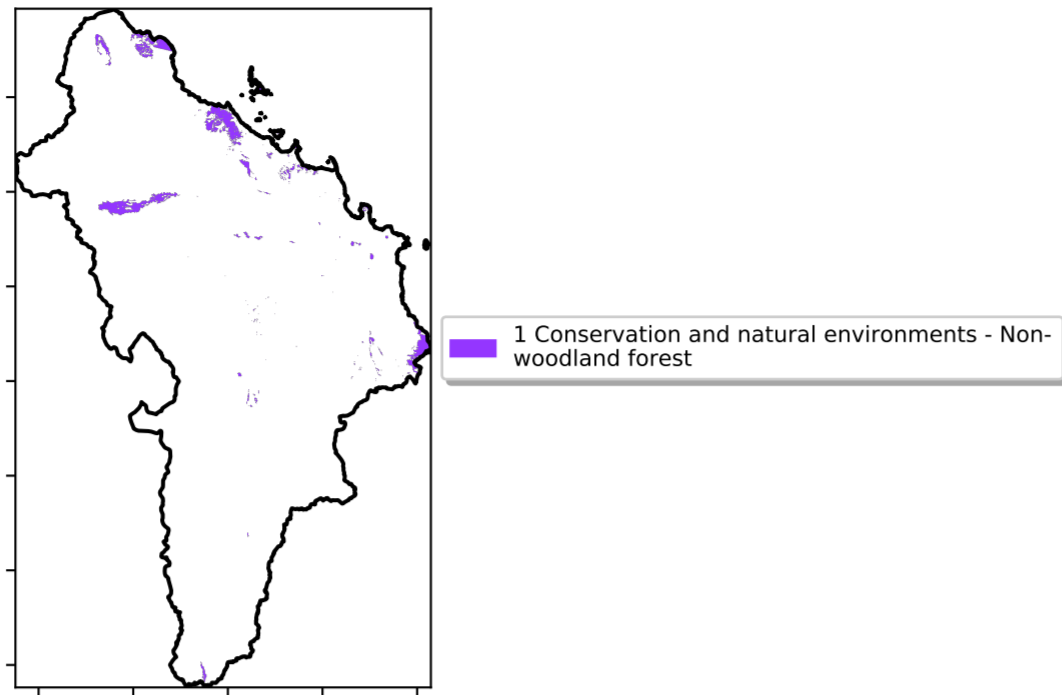 1 Conservation and natural environments - Non-
woodland forest